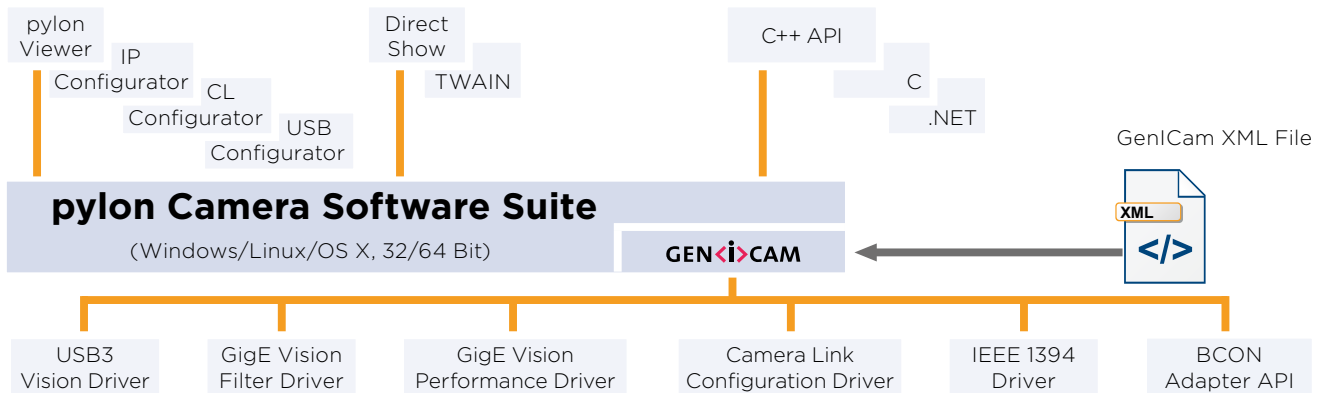 pylon
Viewer
IP
Configurator
CL
Configurator
USB
Configurator
Direct
Show
TWAIN
C++ API
C
.NET
GenICam XML File
XML
</>
pylon Camera Software Suite
(Windows/Linux/OS X, 32/64 Bit)
GEN<i>CAM
USB3
Vision Driver
GigE Vision
Filter Driver
GigE Vision
Performance Driver
Camera Link
Configuration Driver
IEEE 1394
Driver
BCON
Adapter API